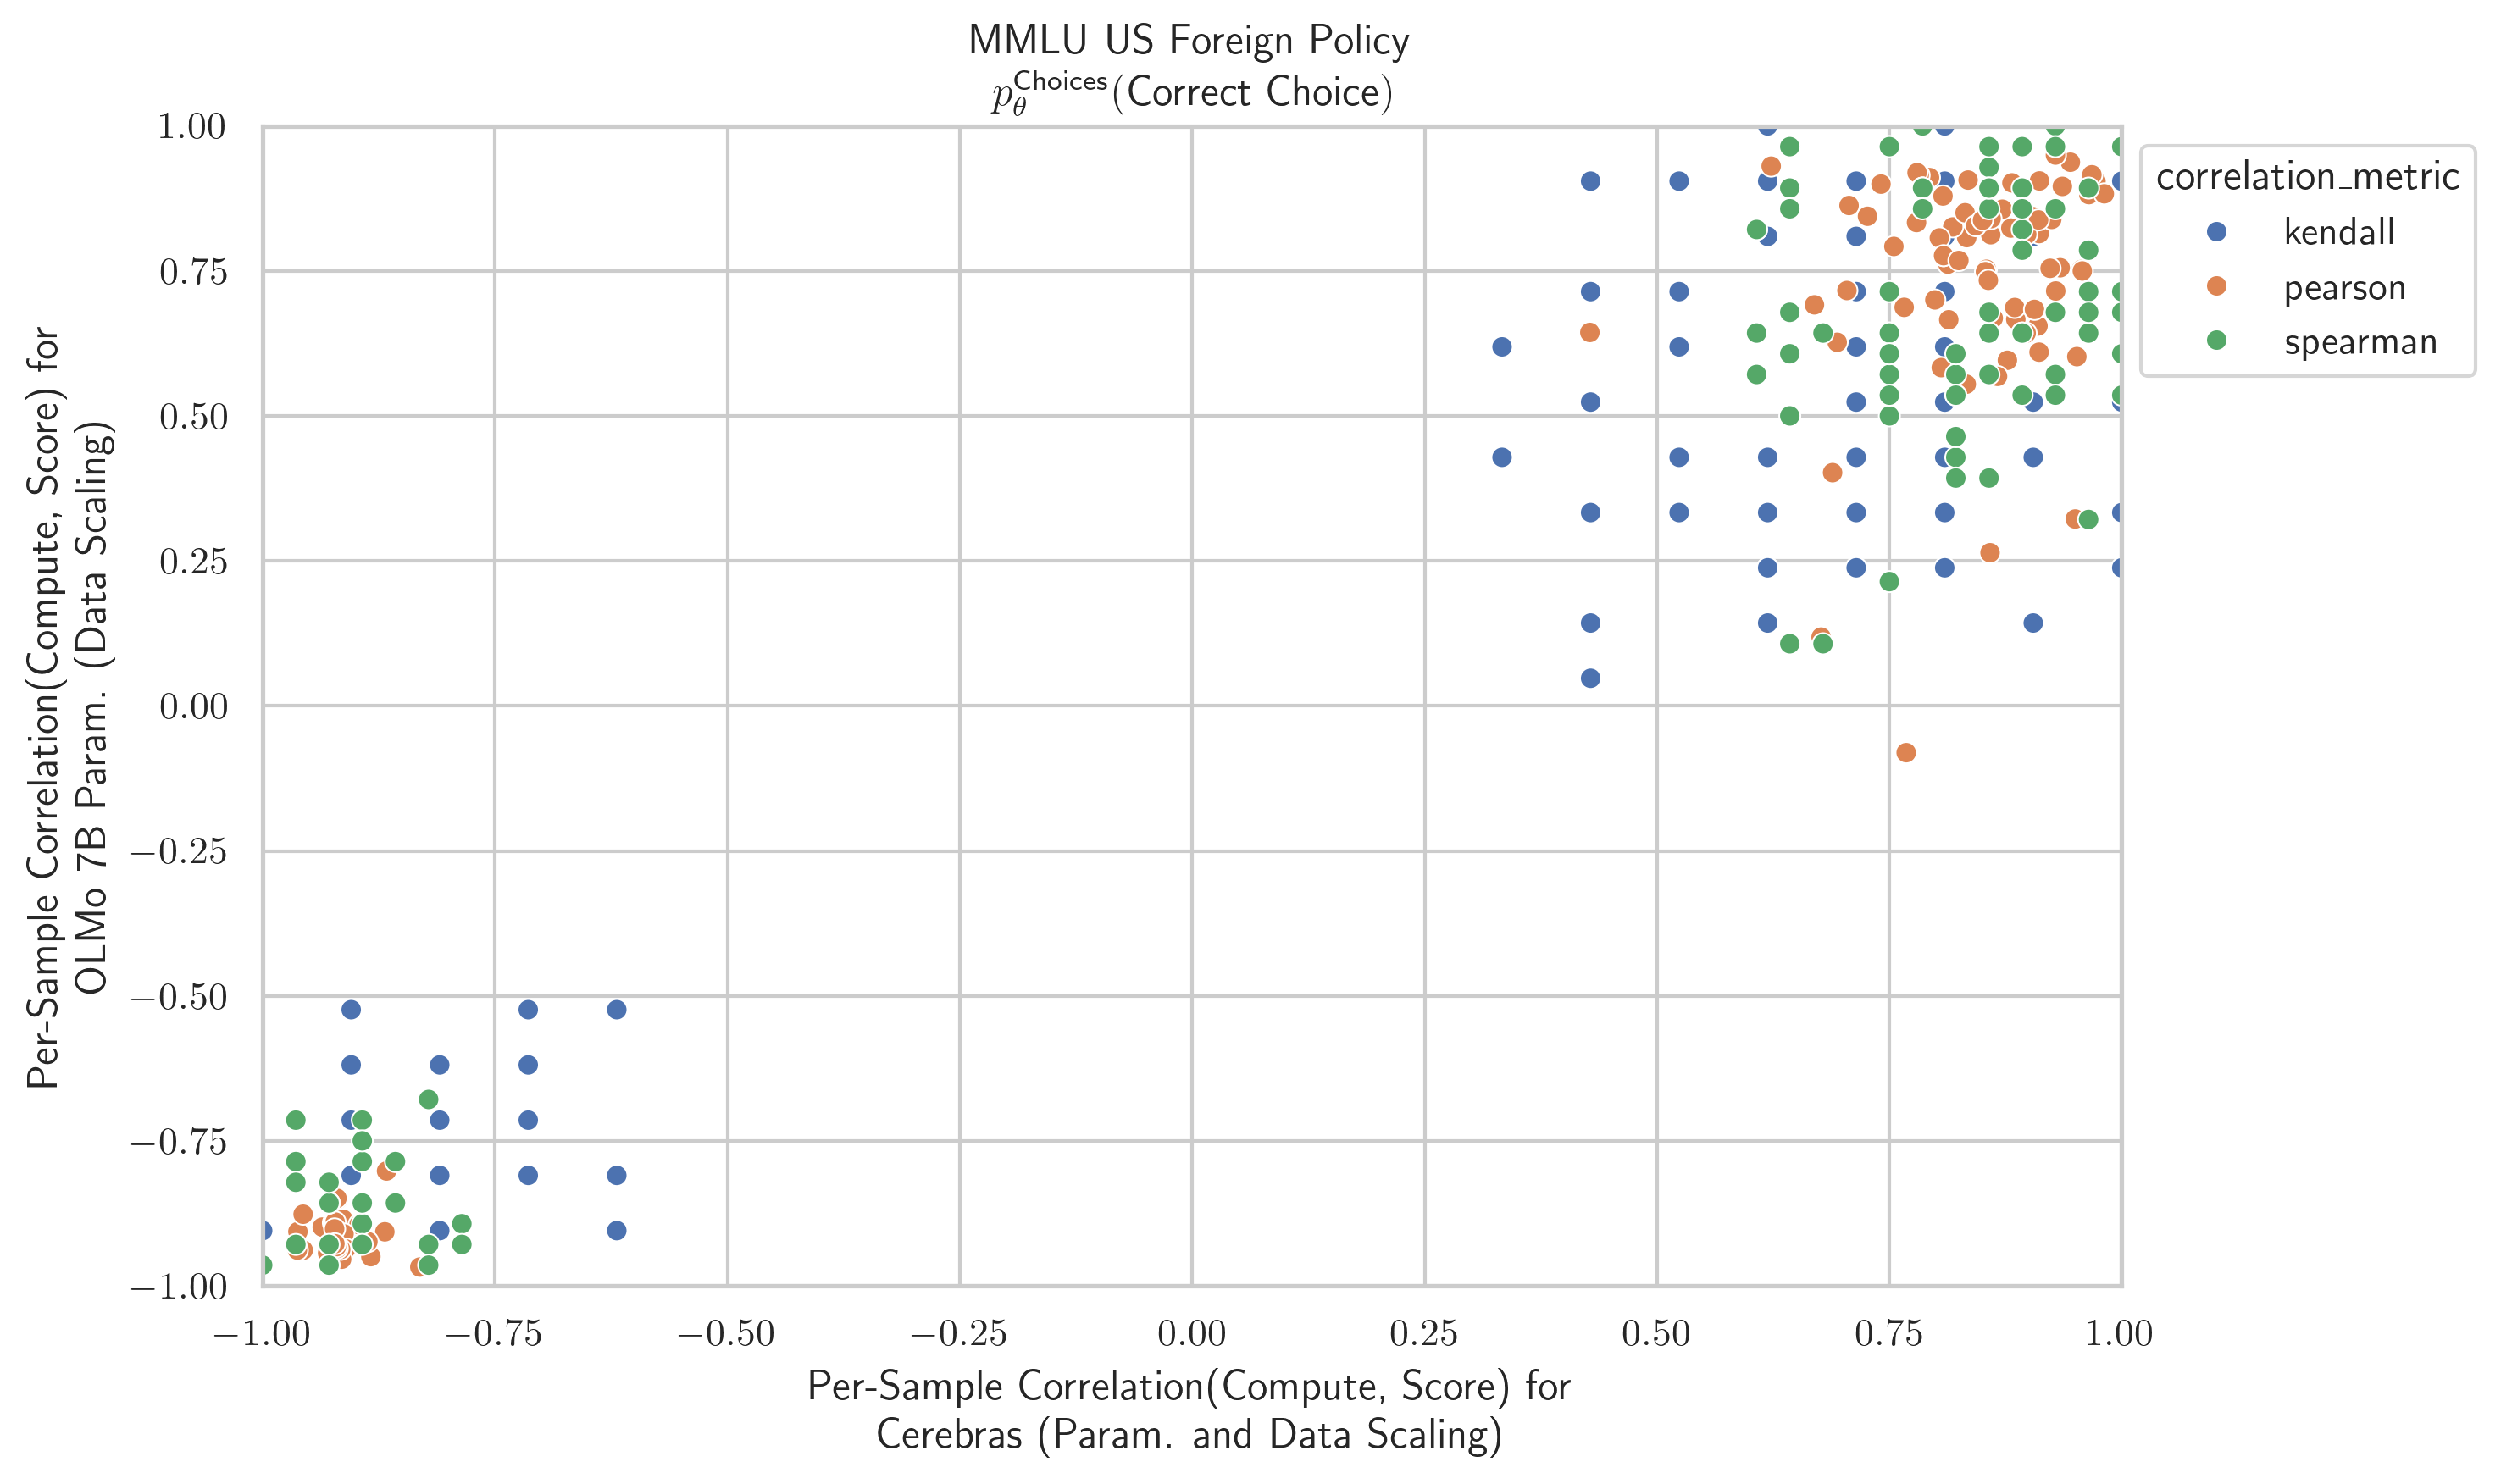 MMLU US Foreign Policy
p_θ^Choices(Correct Choice)
1.00
0.75
0.50
0.25
0.00
−0.25
−0.50
−0.75
−1.00
Per-Sample Correlation(Compute, Score) for
OLMo 7B Param. (Data Scaling)
−1.00 −0.75 −0.50 −0.25 0.00 0.25 0.50 0.75 1.00
Per-Sample Correlation(Compute, Score) for
Cerebras (Param. and Data Scaling)
correlation_metric
kendall
pearson
spearman